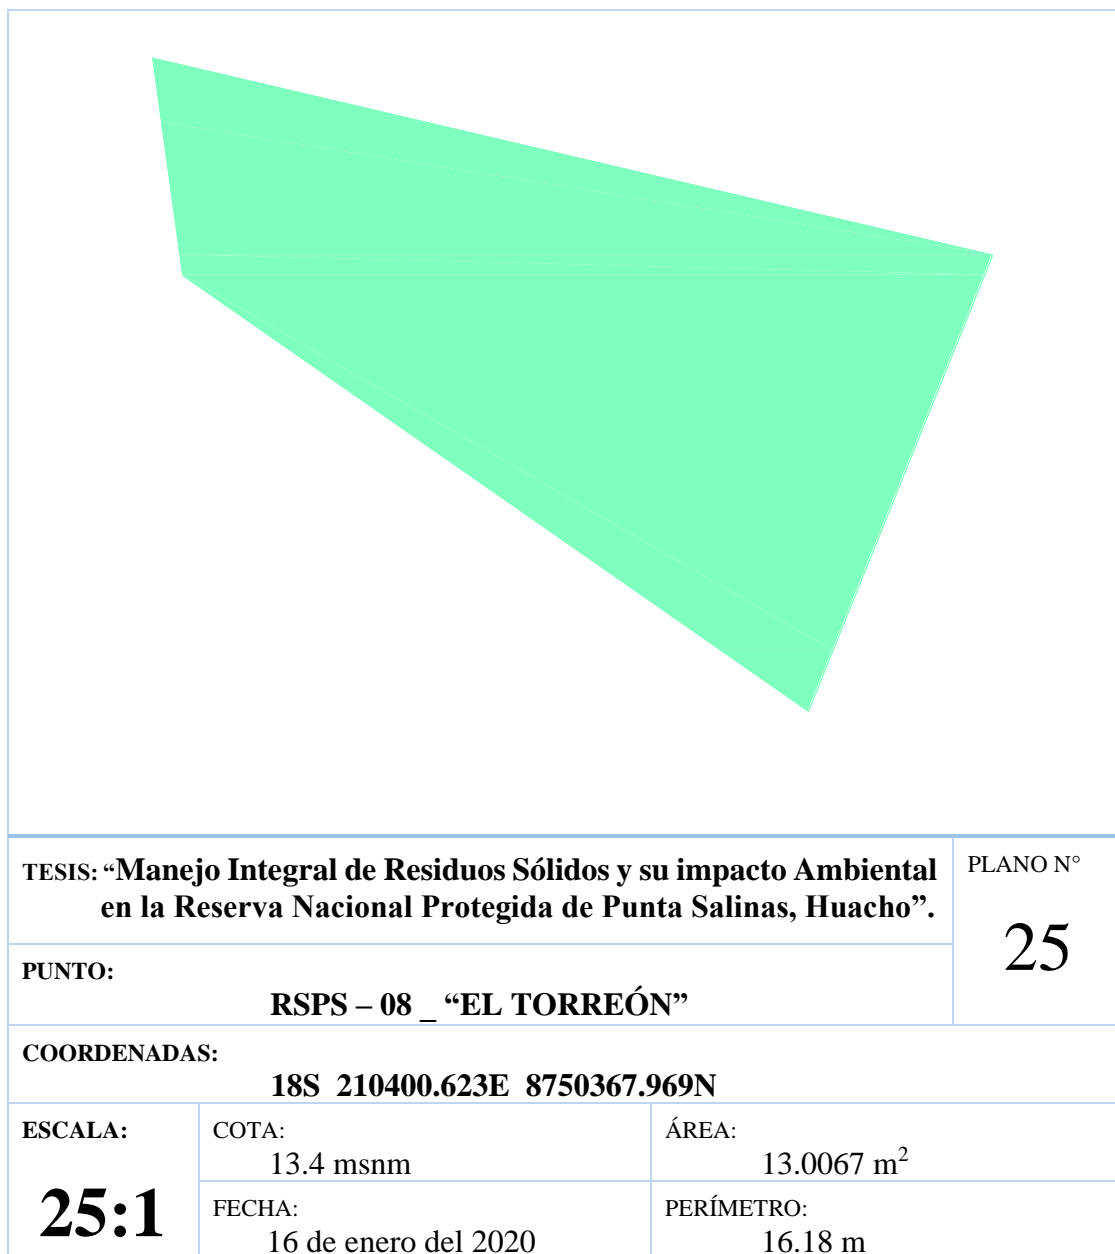 TESIS: “Manejo Integral de Residuos Sólidos y su impacto Ambiental
en la Reserva Nacional Protegida de Punta Salinas, Huacho”.
PLANO N°
25
PUNTO:
RSPS – 08 _ “EL TORREÓN”
COORDENADAS:
18S 210400.623E 8750367.969N
ESCALA:
25:1
COTA:
13.4 msnm
ÁREA:
13.0067 m²
FECHA:
16 de enero del 2020
PERÍMETRO:
16.18 m